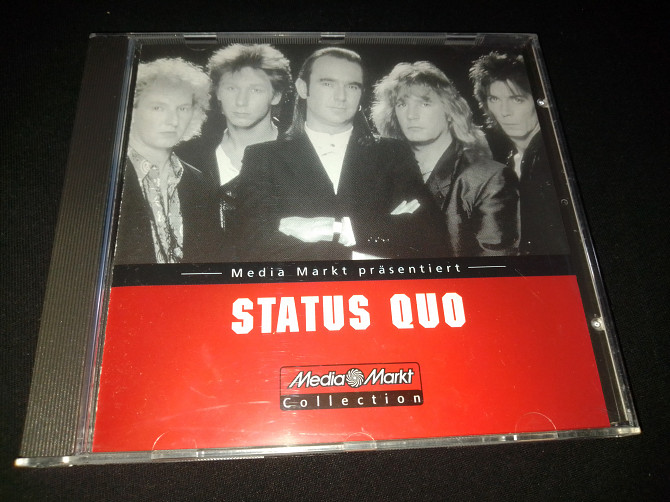 Media Markt präsentiert
STATUS QUO
Media Markt
Collection